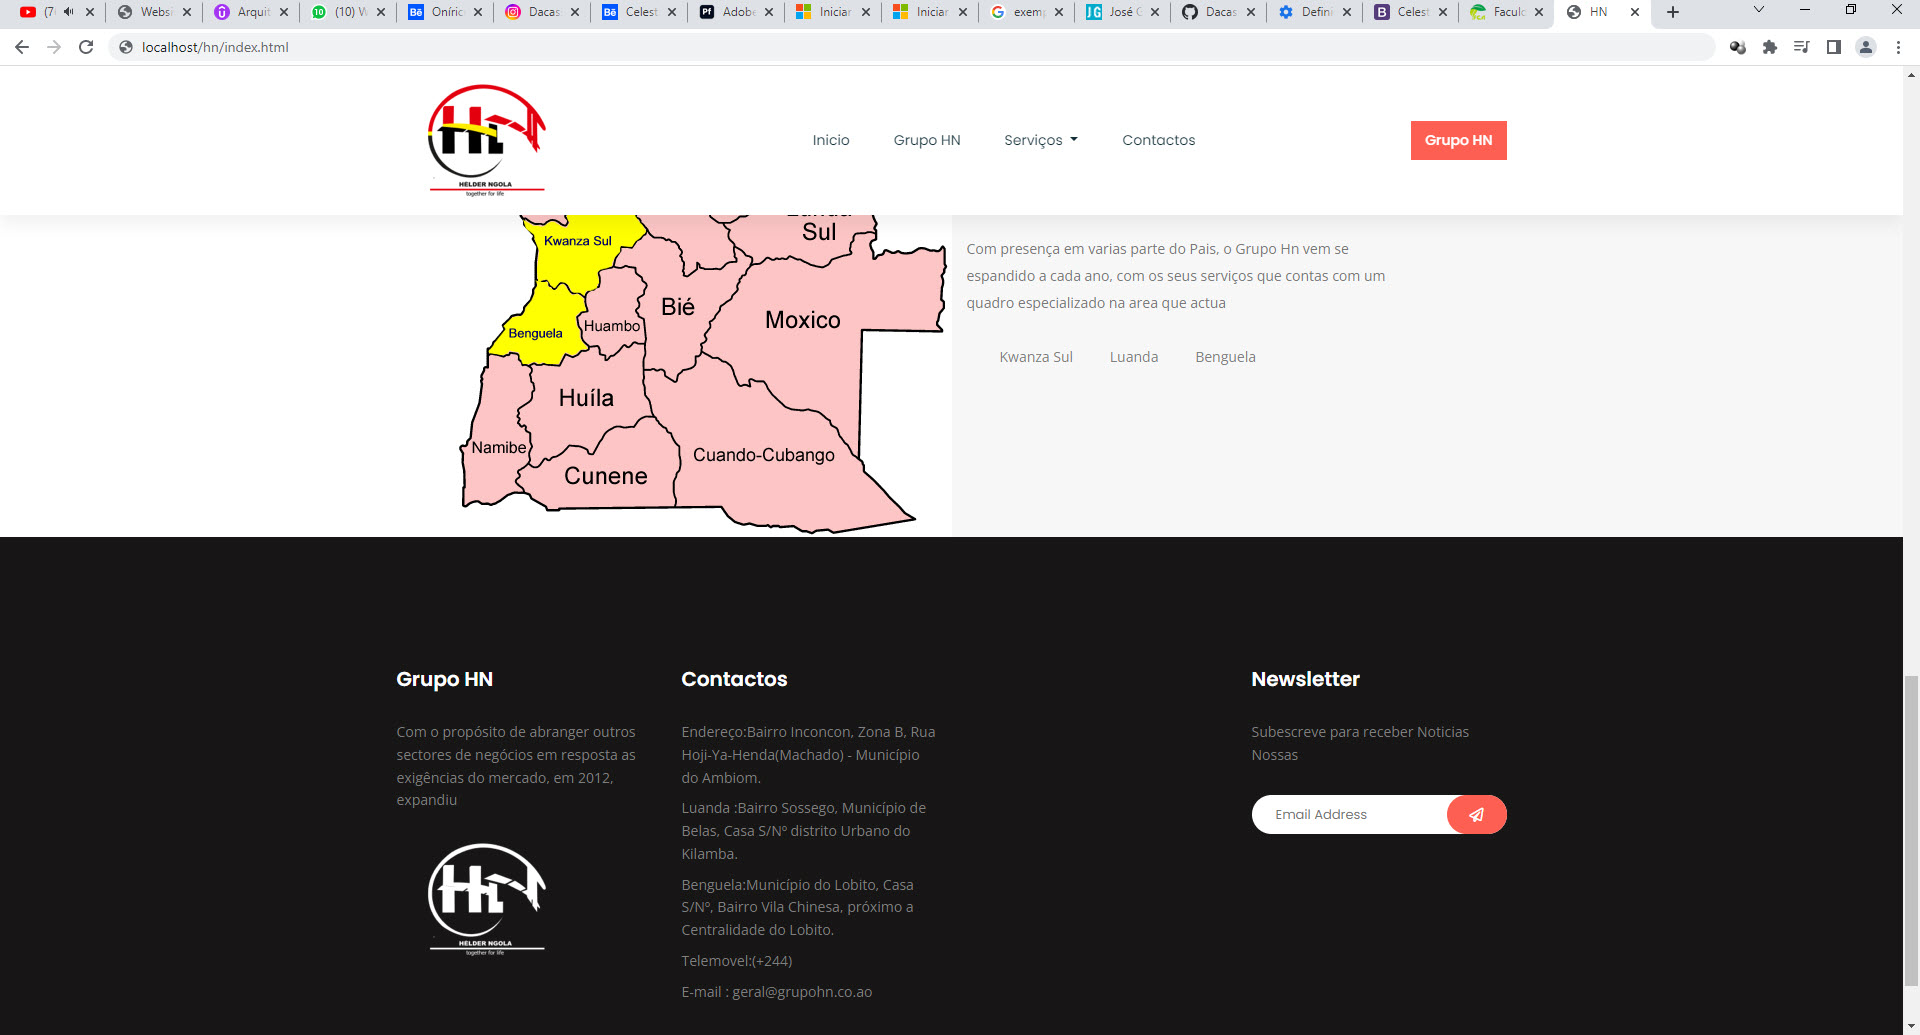 (7
Websi
Arquit
(10) W
Oníric
Dacas
Celest
Adobe
Iniciar
Iniciar
exemp
José G
Dacas
Defini
Celest
Faculd
HN
localhost/hn/index.html
Hn
HELDER NGOLA
together for life
Inicio
Grupo HN
Serviços
Contactos
Grupo HN
Sul
Kwanza Sul
Bié
Moxico
Huambo
Benguela
Huíla
Namibe
Cunene
Cuando-Cubango
Com presença em varias parte do Pais, o Grupo Hn vem se
espandido a cada ano, com os seus serviços que contas com um
quadro especializado na area que actua
Kwanza Sul Luanda Benguela
Grupo HN
Com o propósito de abranger outros
sectores de negócios em resposta as
exigências do mercado, em 2012,
expandiu
Hn
HELDER NGOLA
together for life
Contactos
Endereço:Bairro Inconcon, Zona B, Rua
Hoji-Ya-Henda(Machado) - Município
do Ambiom.
Luanda :Bairro Sossego, Município de
Belas, Casa S/Nº distrito Urbano do
Kilamba.
Benguela:Município do Lobito, Casa
S/Nº, Bairro Vila Chinesa, próximo a
Centralidade do Lobito.
Telemovel:(+244)
E-mail : geral@grupohn.co.ao
Newsletter
Subescreve para receber Noticias
Nossas
Email Address